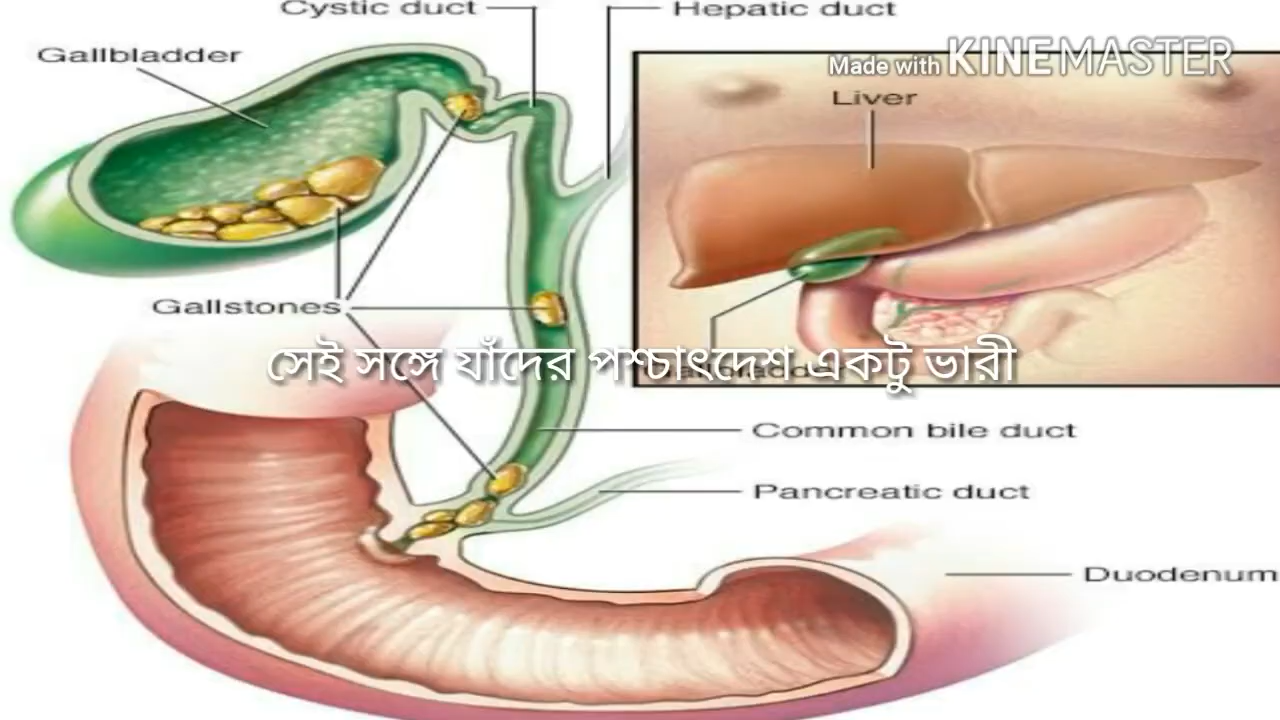 Cystic duct
Hepatic duct
Gallbladder
Made with KINEMASTER
Liver
Gallstones
সেই সঙ্গে যাঁদের পশ্চাৎদেশ একটু ভারী
Common bile duct
Pancreatic duct
Duodenum